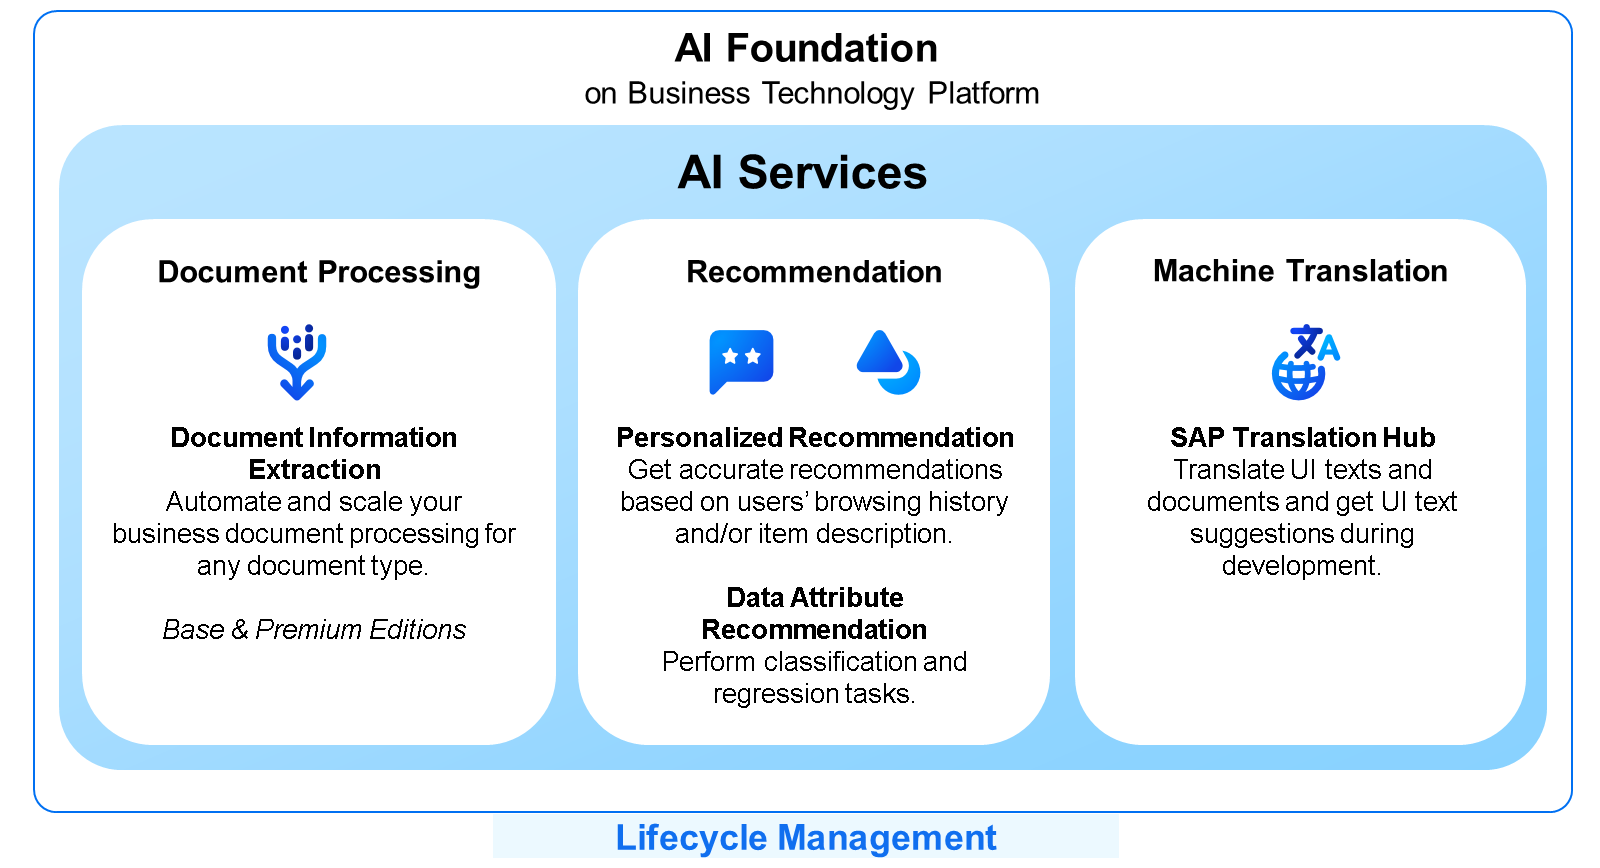 AI Foundation
on Business Technology Platform
AI Services
Document Processing
Document Information
Extraction
Automate and scale your
business document processing for
any document type.
Base & Premium Editions
Recommendation
Personalized Recommendation
Get accurate recommendations
based on users’ browsing history
and/or item description.
Data Attribute
Recommendation
Perform classification and
regression tasks.
Machine Translation
文A
SAP Translation Hub
Translate UI texts and
documents and get UI text
suggestions during
development.
Lifecycle Management